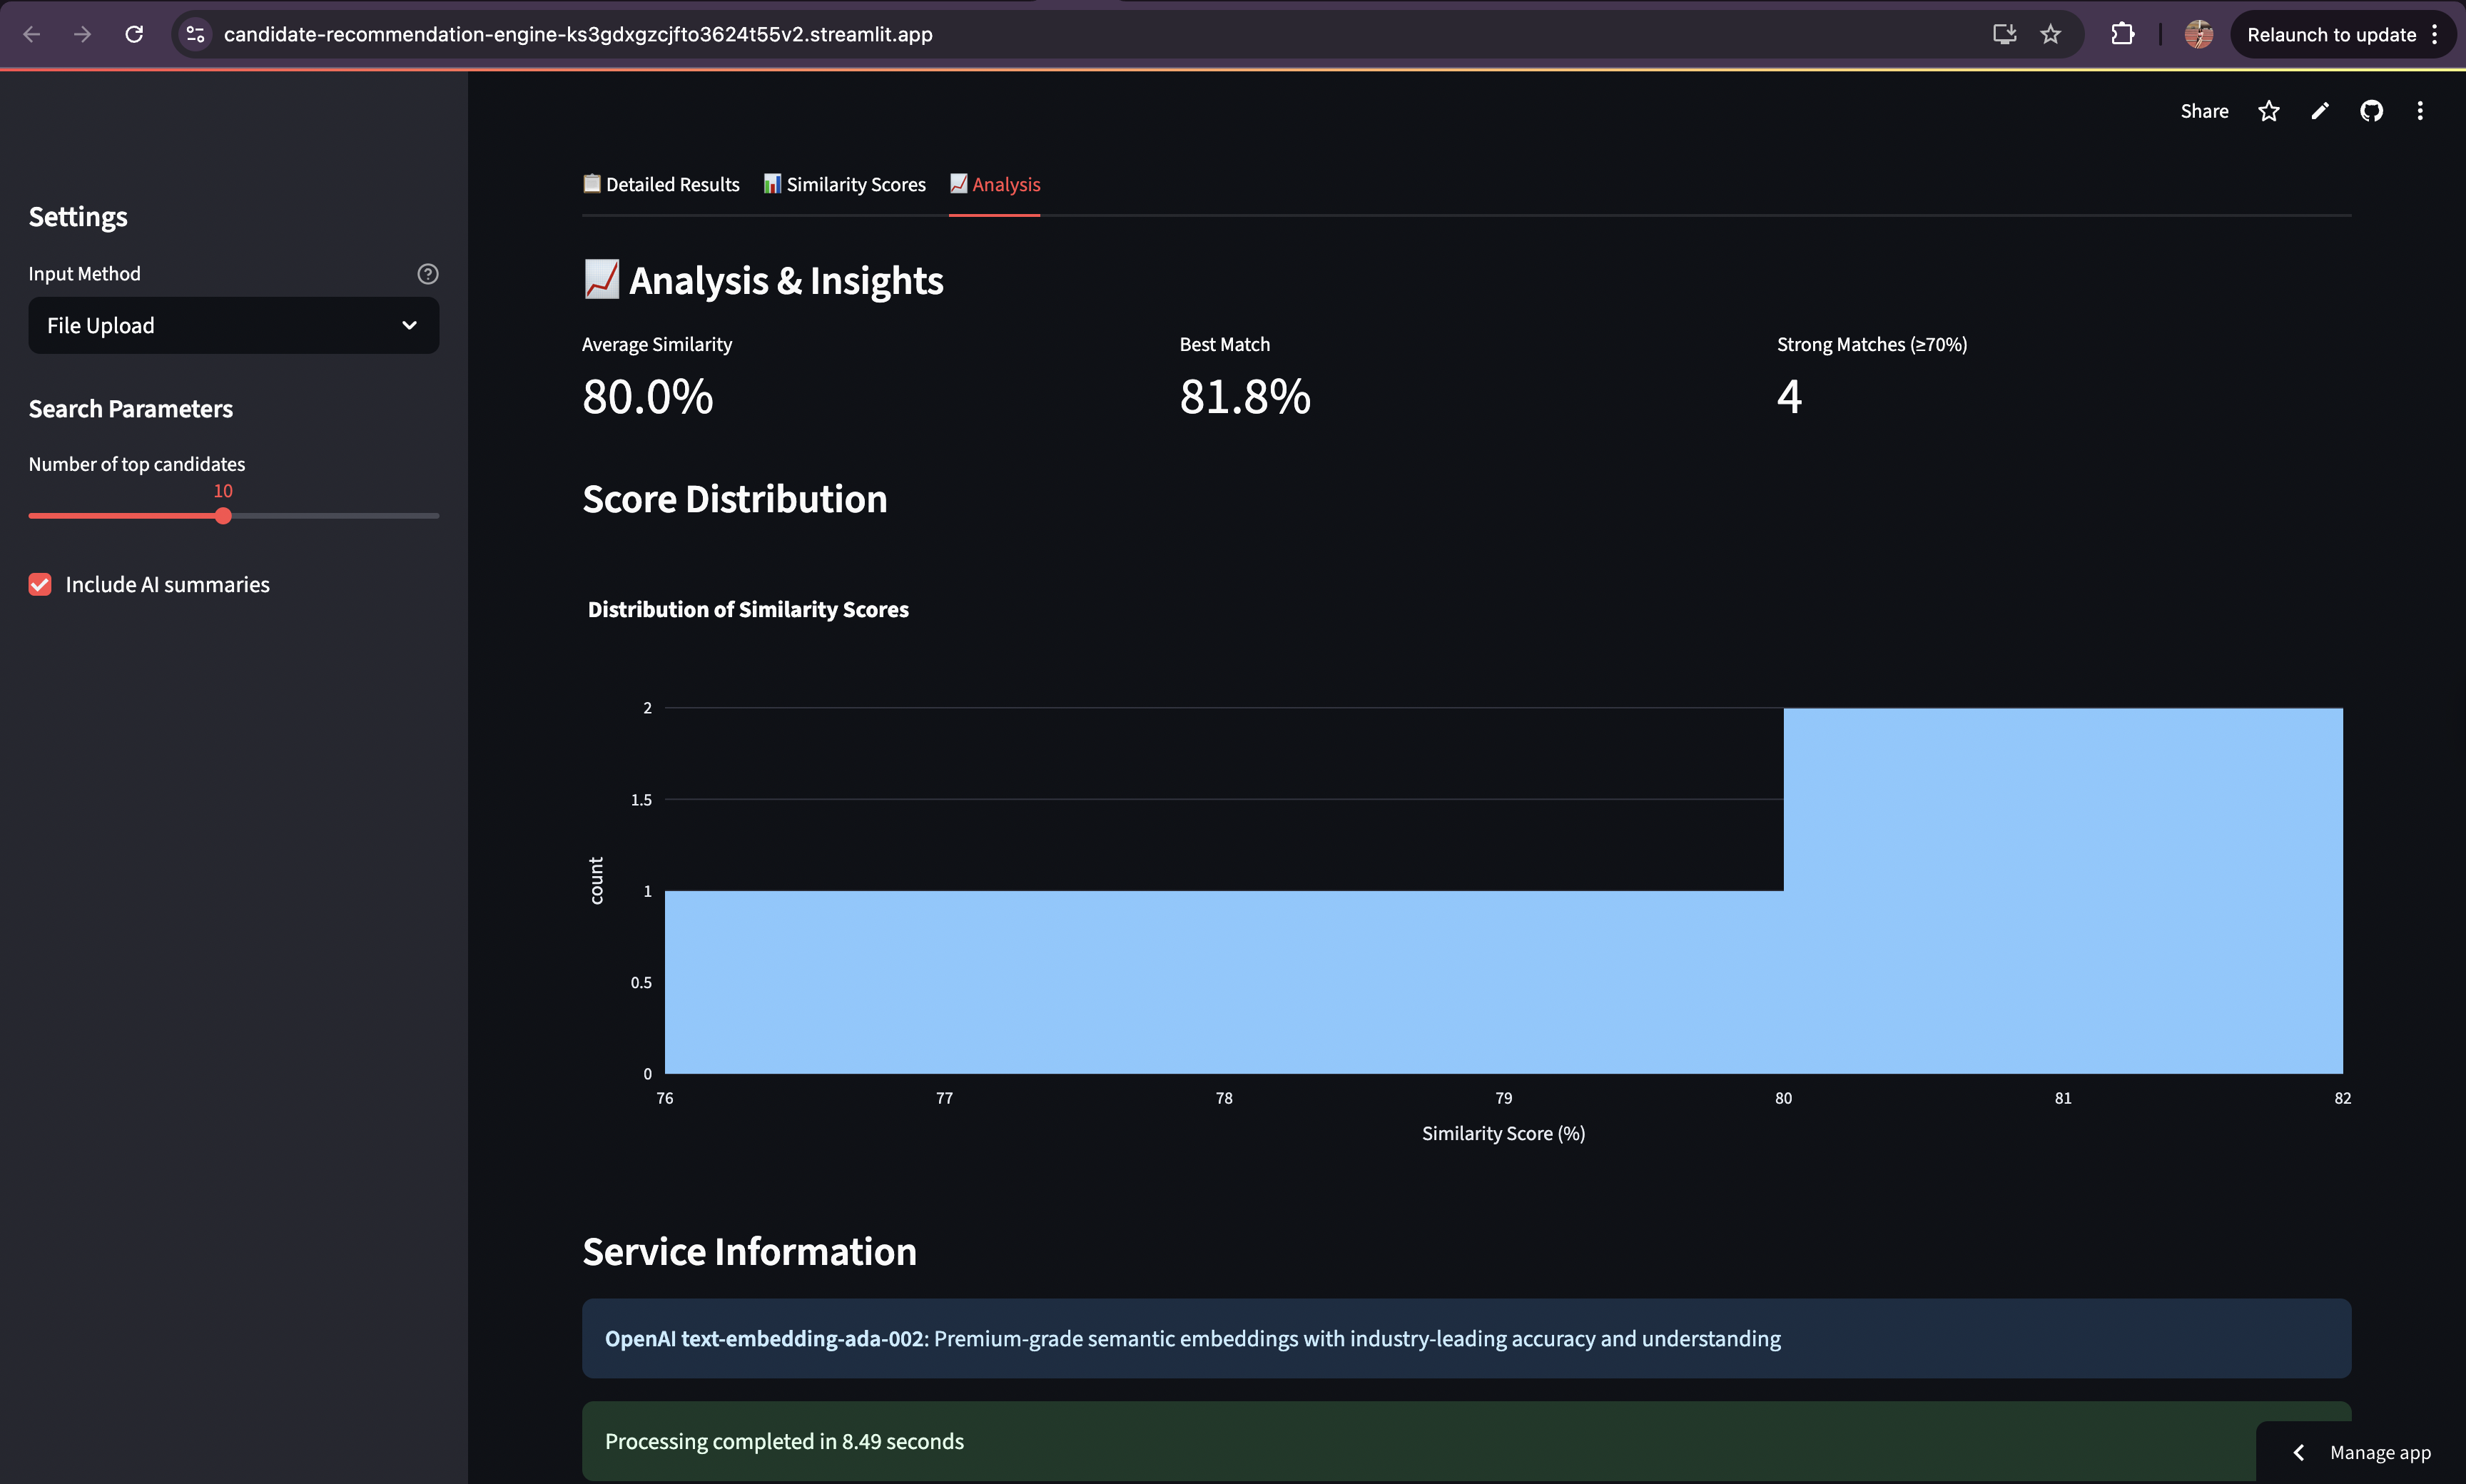 candidate-recommendation-engine-ks3gdxgzcjfto3624t55v2.streamlit.app
Relaunch to update
Share
Settings
Input Method
File Upload
Search Parameters
Number of top candidates
10
Include AI summaries
Detailed Results
Similarity Scores
Analysis
Analysis & Insights
Average Similarity
80.0%
Best Match
81.8%
Strong Matches (≥70%)
4
Score Distribution
Distribution of Similarity Scores
2
1.5
1
0.5
0
count
76
77
78
79
80
81
82
Similarity Score (%)
Service Information
OpenAI text-embedding-ada-002: Premium-grade semantic embeddings with industry-leading accuracy and understanding
Processing completed in 8.49 seconds
Manage app